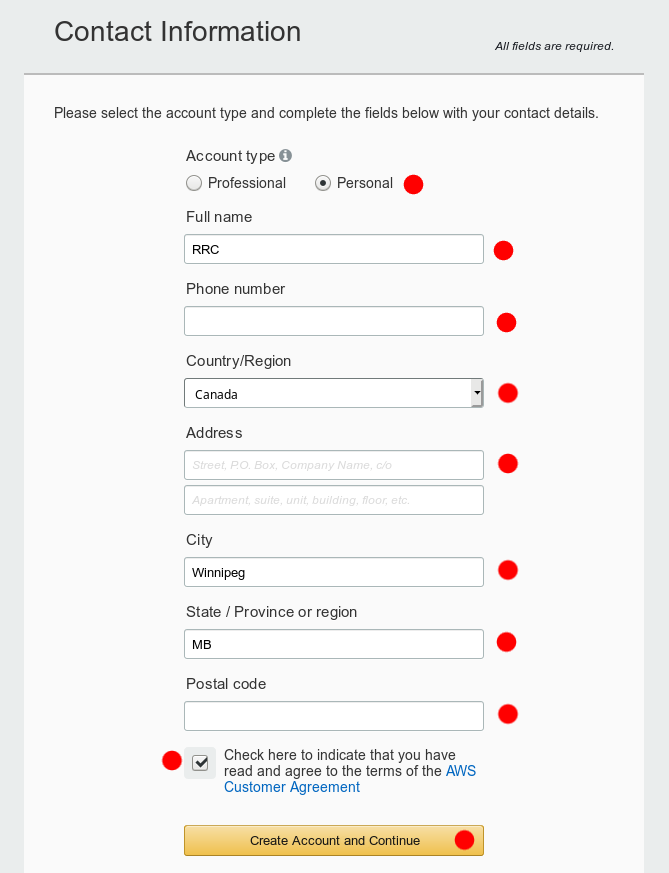 Contact Information
All fields are required.
Please select the account type and complete the fields below with your contact details.
Account type
Professional Personal
Full name
RRC
Phone number
Country/Region
Canada
Address
Street, P.O. Box, Company Name, c/o
Apartment, suite, unit, building, floor, etc.
City
Winnipeg
State / Province or region
MB
Postal code
Check here to indicate that you have
read and agree to the terms of the AWS
Customer Agreement
Create Account and Continue